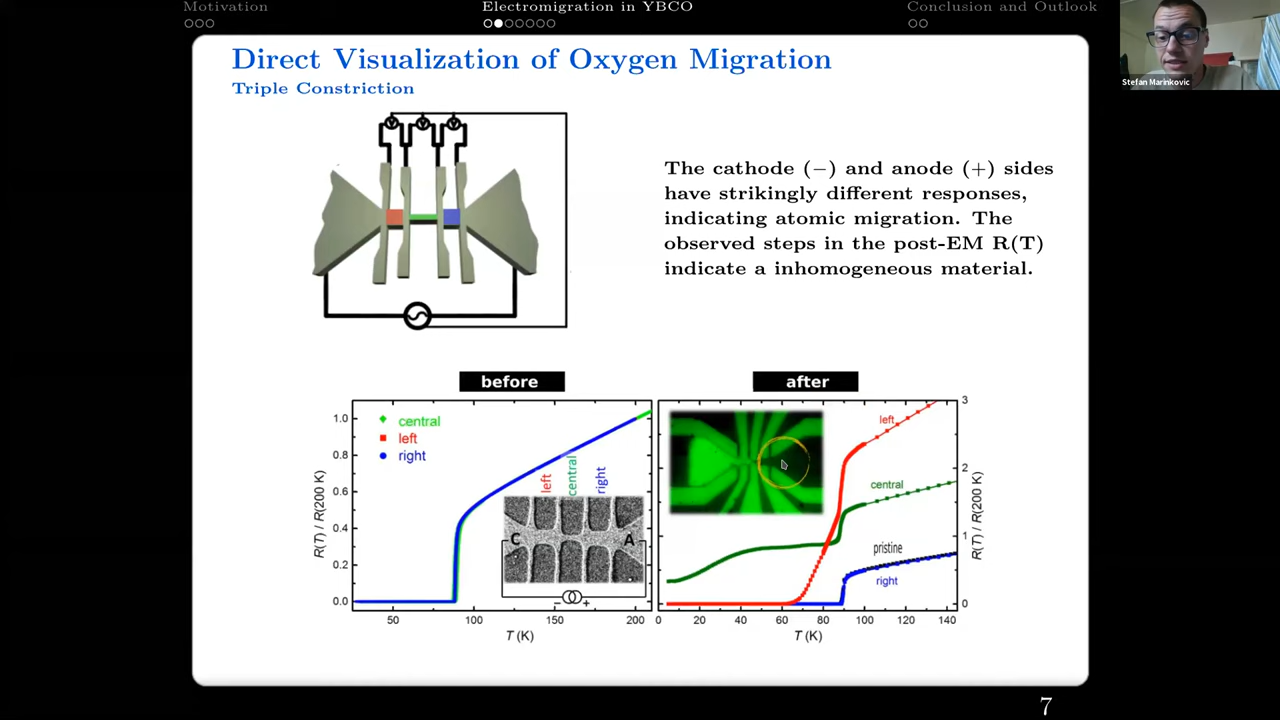 Motivation
Electromigration in YBCO
Conclusion and Outlook
Stefan Marinkovic
Direct Visualization of Oxygen Migration
Triple Constriction
V V V
The cathode (−) and anode (+) sides
have strikingly different responses,
indicating atomic migration. The
observed steps in the post-EM R(T)
indicate a inhomogeneous material.
before
R(T) / R(200 K)
1.0
0.8
0.6
0.4
0.2
0.0
central
left
right
left
central
right
C
A
− +
50 100 150 200
T (K)
after
left
central
pristine
right
3
2
1
0
R(T) / R(200 K)
0 20 40 60 80 100 120 140
T (K)
7